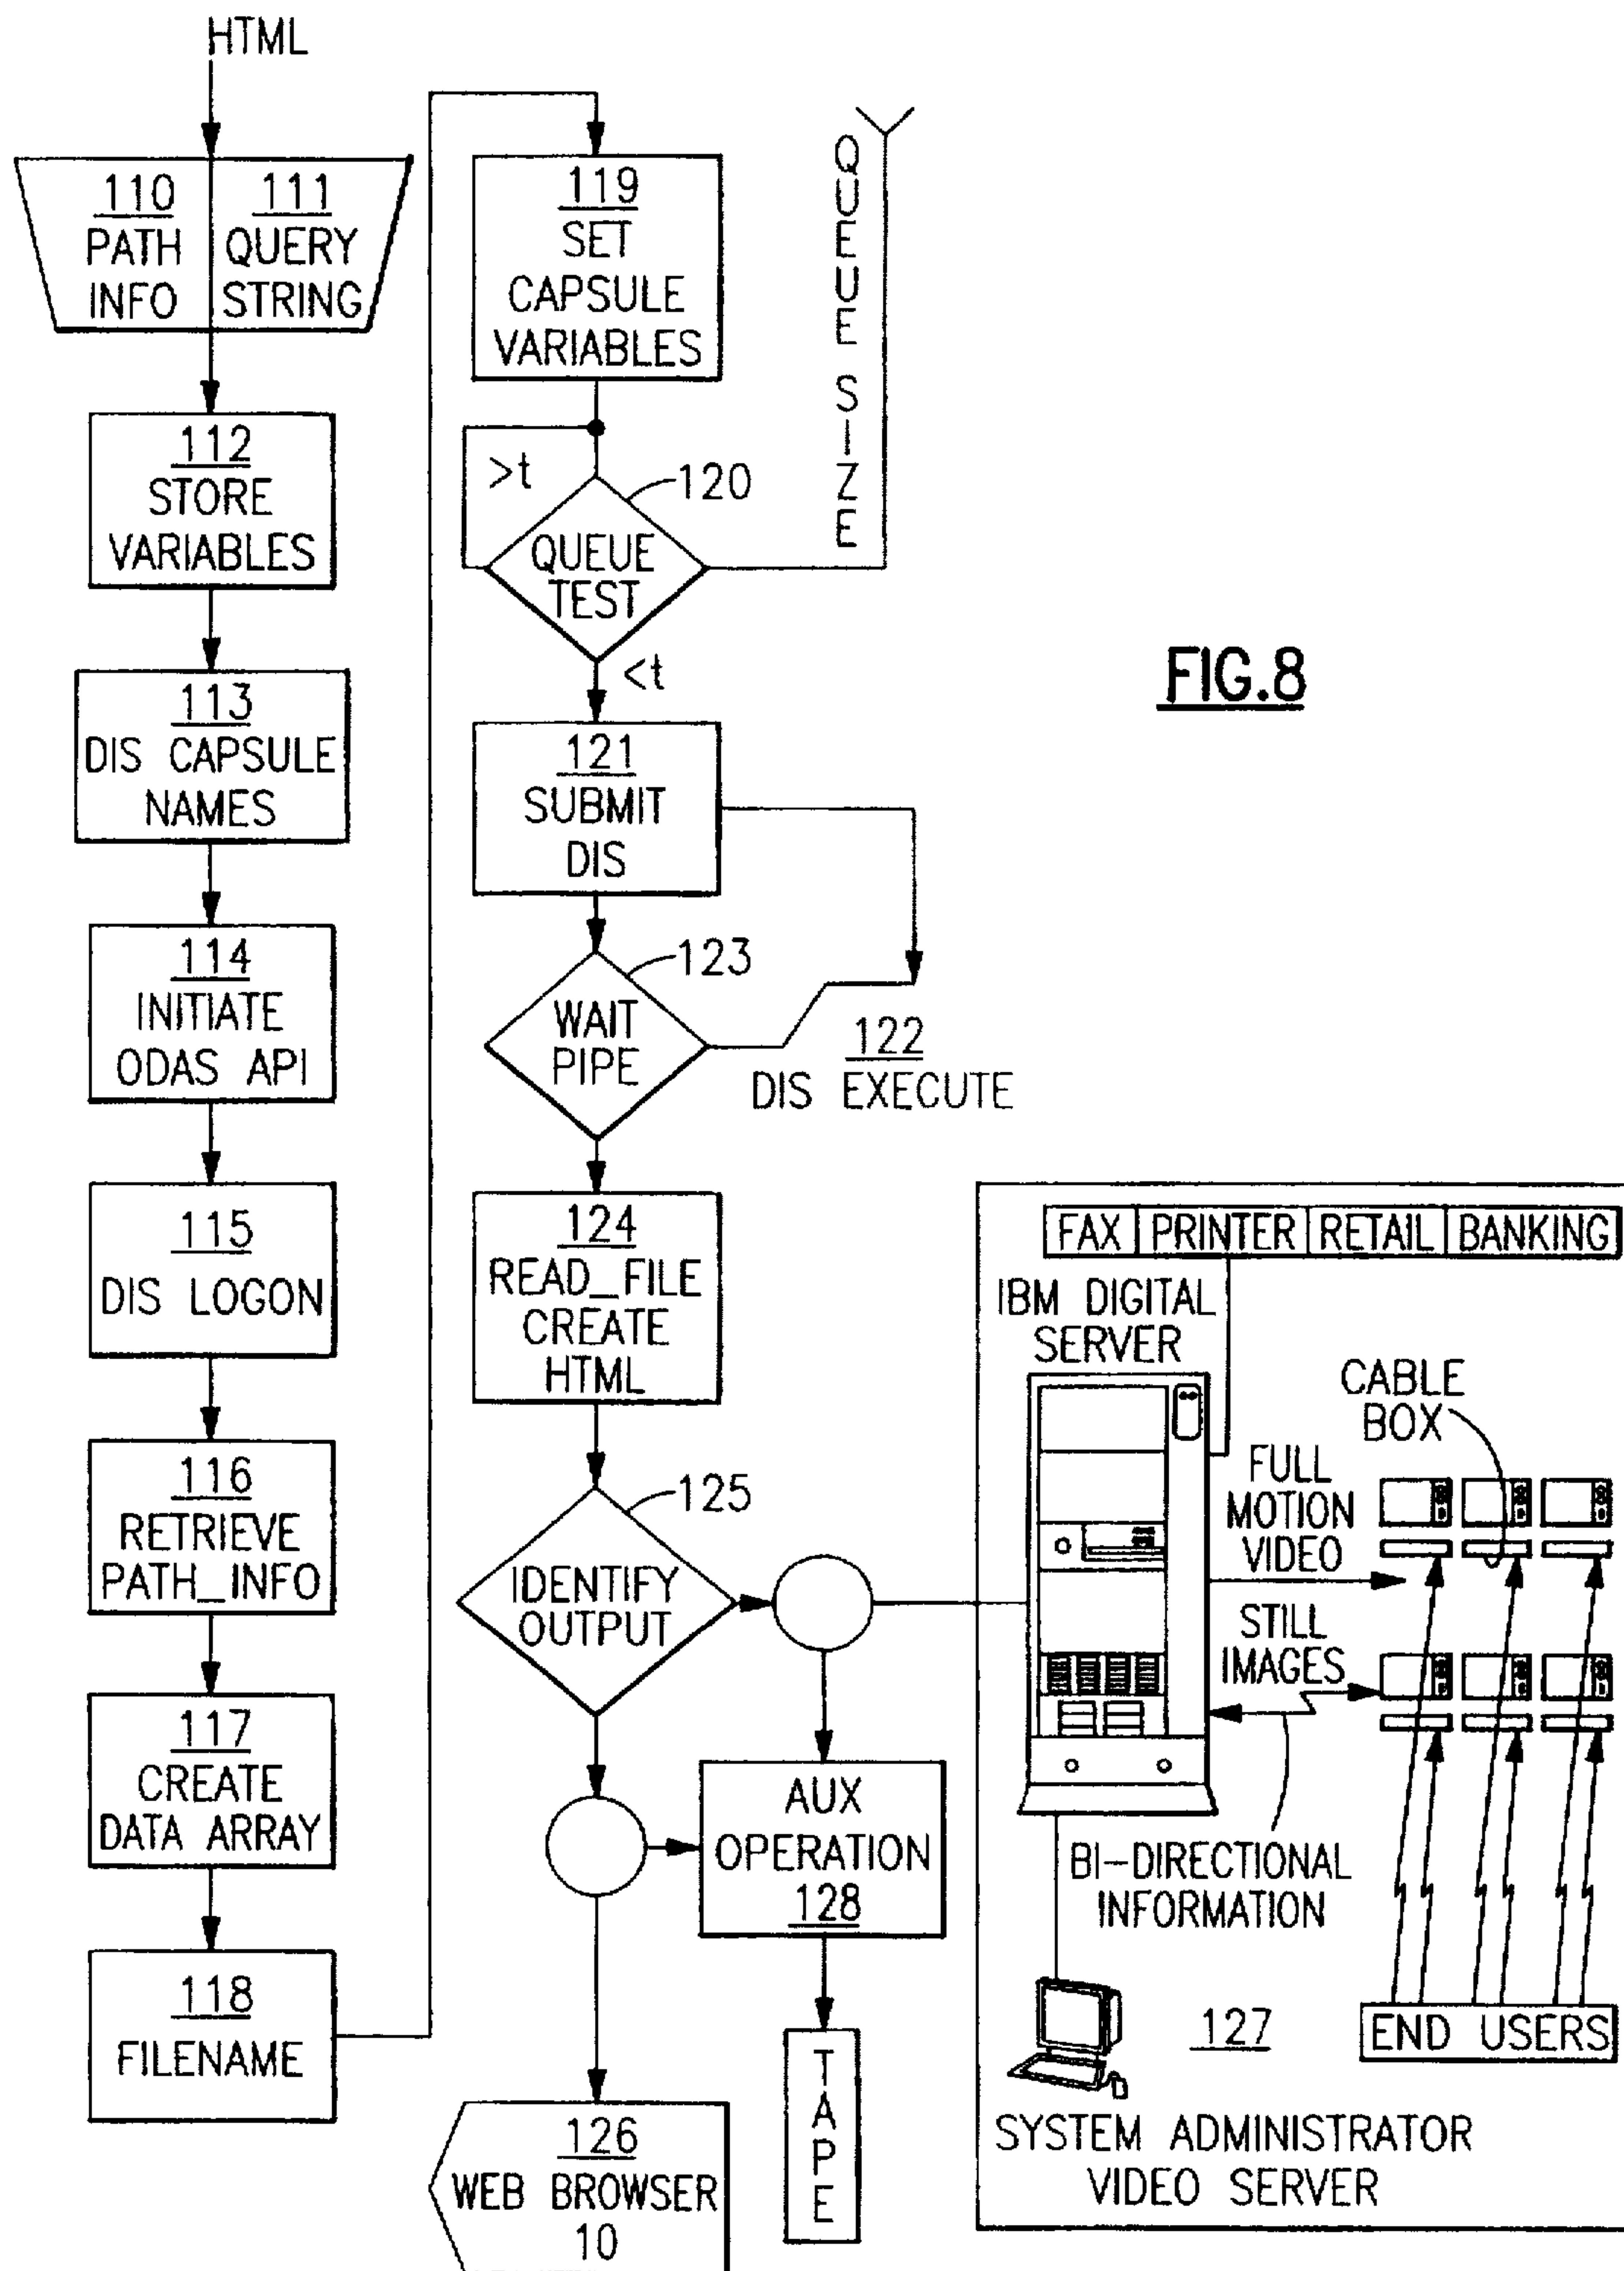 HTML
110
PATH
INFO
111
QUERY
STRING
112
STORE
VARIABLES
113
DIS CAPSULE
NAMES
114
INITIATE
ODAS API
115
DIS LOGON
116
RETRIEVE
PATH_INFO
117
CREATE
DATA ARRAY
118
FILENAME
119
SET
CAPSULE
VARIABLES
QUEUE SIZE
>t
120
QUEUE
TEST
<t
121
SUBMIT
DIS
123
WAIT
PIPE
122
DIS EXECUTE
124
READ_FILE
CREATE
HTML
125
IDENTIFY
OUTPUT
AUX
OPERATION
128
TAPE
126
WEB BROWSER
10
FIG.8
FAX PRINTER RETAIL BANKING
IBM DIGITAL
SERVER
CABLE
BOX
FULL
MOTION
VIDEO
STILL
IMAGES
BI-DIRECTIONAL
INFORMATION
127
END USERS
SYSTEM ADMINISTRATOR
VIDEO SERVER